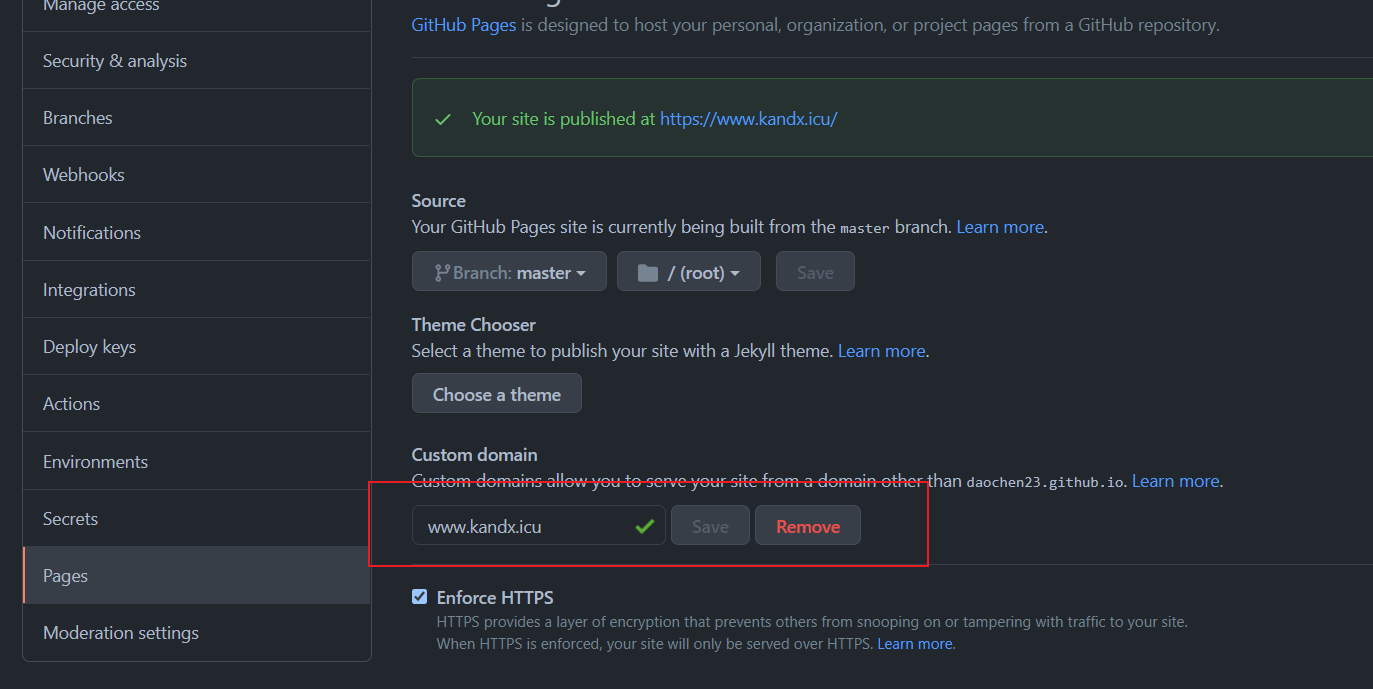 Manage access
Security & analysis
Branches
Webhooks
Notifications
Integrations
Deploy keys
Actions
Environments
Secrets
Pages
Moderation settings
GitHub Pages is designed to host your personal, organization, or project pages from a GitHub repository.
Your site is published at https://www.kandx.icu/
Source
Your GitHub Pages site is currently being built from the master branch. Learn more.
Branch: master
/ (root)
Save
Theme Chooser
Select a theme to publish your site with a Jekyll theme. Learn more.
Choose a theme
Custom domain
Custom domains allow you to serve your site from a domain other than daochen23.github.io. Learn more.
www.kandx.icu
Save
Remove
Enforce HTTPS
HTTPS provides a layer of encryption that prevents others from snooping on or tampering with traffic to your site.
When HTTPS is enforced, your site will only be served over HTTPS. Learn more.